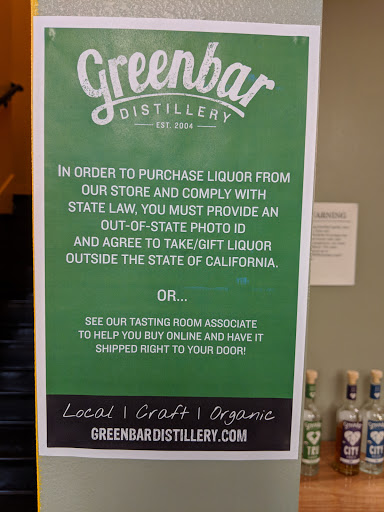 Greenbar
DISTILLERY
EST. 2004
IN ORDER TO PURCHASE LIQUOR FROM
OUR STORE AND COMPLY WITH
STATE LAW, YOU MUST PROVIDE AN
OUT-OF-STATE PHOTO ID
AND AGREE TO TAKE/GIFT LIQUOR
OUTSIDE THE STATE OF CALIFORNIA.
OR...
SEE OUR TASTING ROOM ASSOCIATE
TO HELP YOU BUY ONLINE AND HAVE IT
SHIPPED RIGHT TO YOUR DOOR!
Local | Craft | Organic
GREENBARDISTILLERY.COM
CITY
CITY